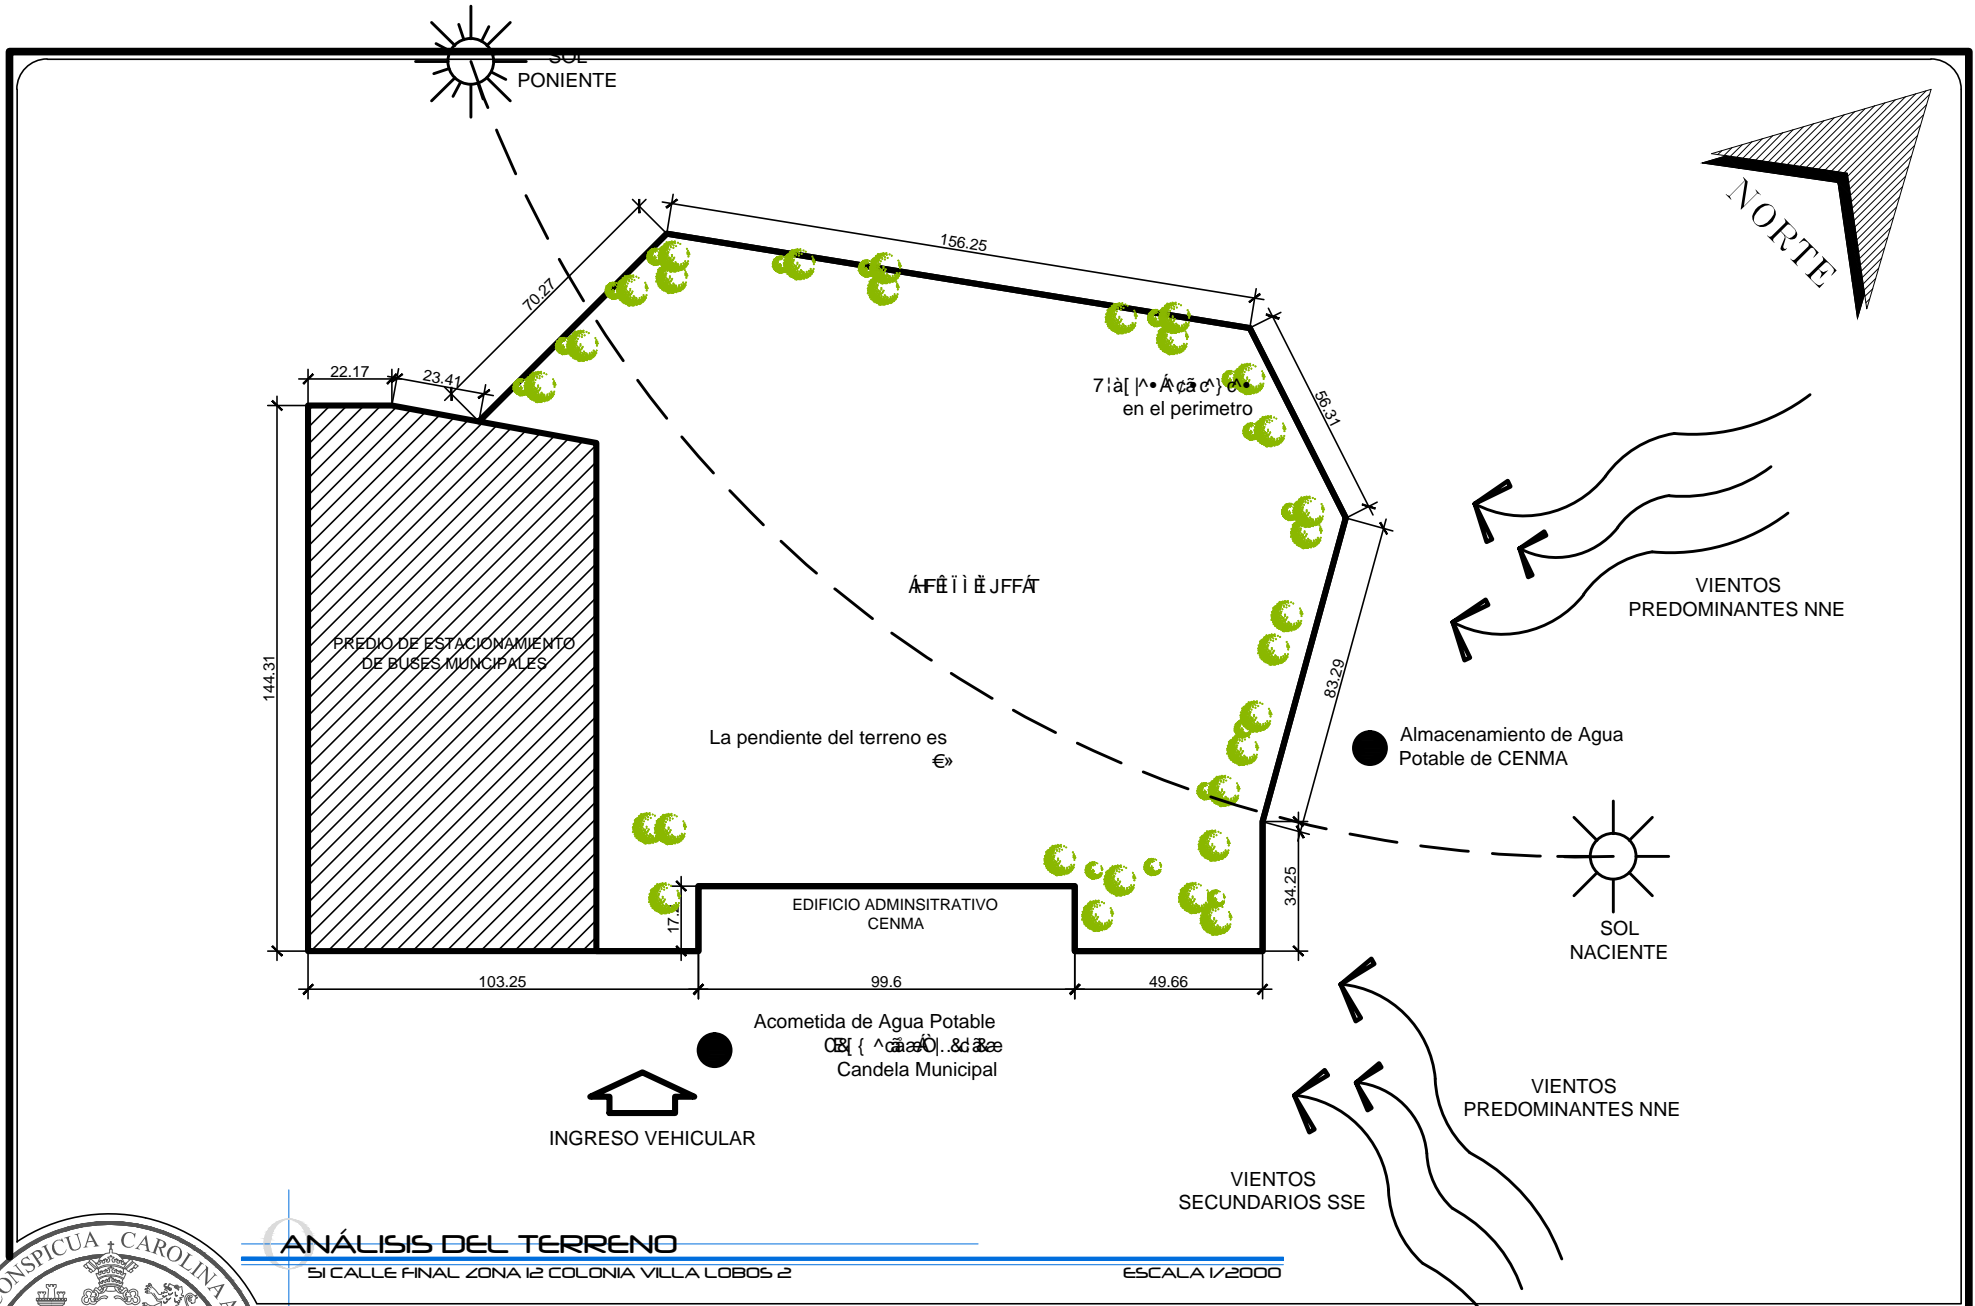 SOL
PONIENTE
NORTE
156.25
70.27
22.17
23.41
56.31
en el perimetro
VIENTOS
PREDOMINANTES NNE
PREDIO DE ESTACIONAMIENTO
DE BUSES MUNCIPALES
144.31
83.29
La pendiente del terreno es
Almacenamiento de Agua
Potable de CENMA
34.25
EDIFICIO ADMINSITRATIVO
CENMA
SOL
NACIENTE
103.25
99.6
49.66
Acometida de Agua Potable
Candela Municipal
INGRESO VEHICULAR
VIENTOS
PREDOMINANTES NNE
VIENTOS
SECUNDARIOS SSE
ANÁLISIS DEL TERRENO
51 CALLE FINAL ZONA 12 COLONIA VILLA LOBOS 2
ESCALA 1/2000
CONSPICUA CAROLINA